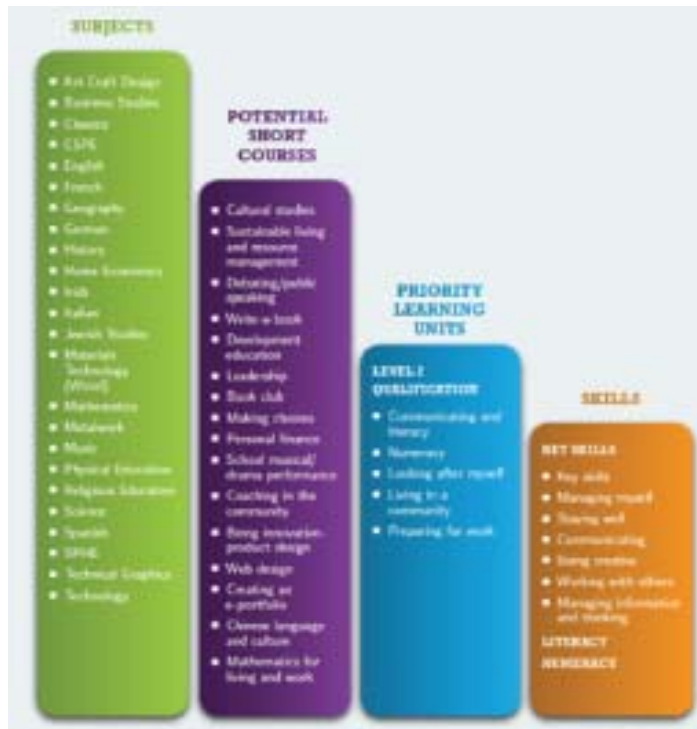 SUBJECTS
Art Craft Design
Business Studies
Classics
CSPE
English
French
Geography
German
History
Home Economics
Irish
Italian
Jewish Studies
Materials
Technology
(Wood)
Mathematics
Metalwork
Music
Physical Education
Religious Education
Science
Spanish
SPHE
Technical Graphics
Technology
POTENTIAL
SHORT
COURSES
Cultural studies
Sustainable living
and resource
management
Debating/public
speaking
Write-a-book
Development
education
Leadership
Book club
Making choices
Personal finance
School musical/
drama performance
Coaching in the
community
Being innovative-
product design
Web design
Creating an
e-portfolio
Chinese language
and culture
Mathematics for
living and work
PRIORITY
LEARNING
UNITS
LEVEL 2
QUALIFICATION
Communicating and
literacy
Numeracy
Looking after myself
Living in a
community
Preparing for work
SKILLS
KEY SKILLS
Key skills
Managing myself
Staying well
Communicating
Being creative
Working with others
Managing information
and thinking
LITERACY
NUMERACY